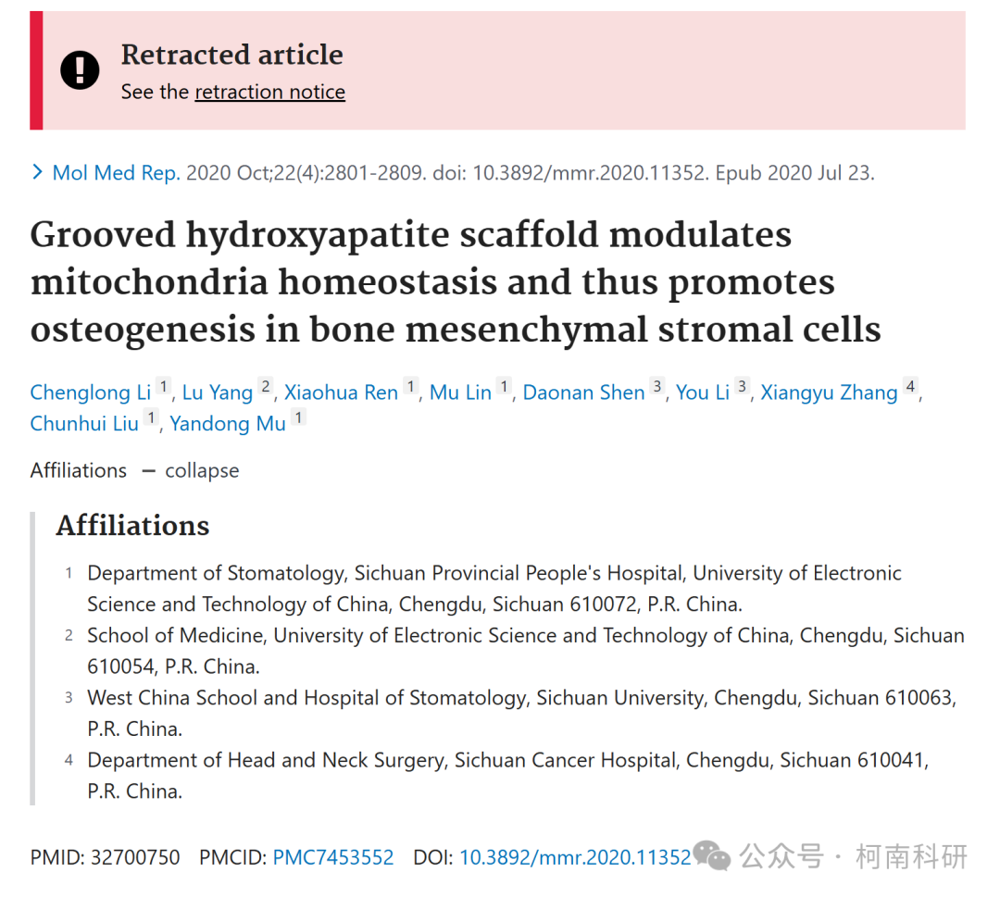 Retracted article
See the retraction notice
Mol Med Rep. 2020 Oct;22(4):2801-2809. doi: 10.3892/mmr.2020.11352. Epub 2020 Jul 23.
Grooved hydroxyapatite scaffold modulates
mitochondria homeostasis and thus promotes
osteogenesis in bone mesenchymal stromal cells
Chenglong Li 1, Lu Yang 2, Xiaohua Ren 1, Mu Lin 1, Daonan Shen 3, You Li 3, Xiangyu Zhang 4,
Chunhui Liu 1, Yandong Mu 1
Affiliations — collapse
Affiliations
1 Department of Stomatology, Sichuan Provincial People's Hospital, University of Electronic
Science and Technology of China, Chengdu, Sichuan 610072, P.R. China.
2 School of Medicine, University of Electronic Science and Technology of China, Chengdu, Sichuan
610054, P.R. China.
3 West China School and Hospital of Stomatology, Sichuan University, Chengdu, Sichuan 610063,
P.R. China.
4 Department of Head and Neck Surgery, Sichuan Cancer Hospital, Chengdu, Sichuan 610041,
P.R. China.
PMID: 32700750 PMCID: PMC7453552 DOI: 10.3892/mmr.2020.11352 公众号 · 柯南科研